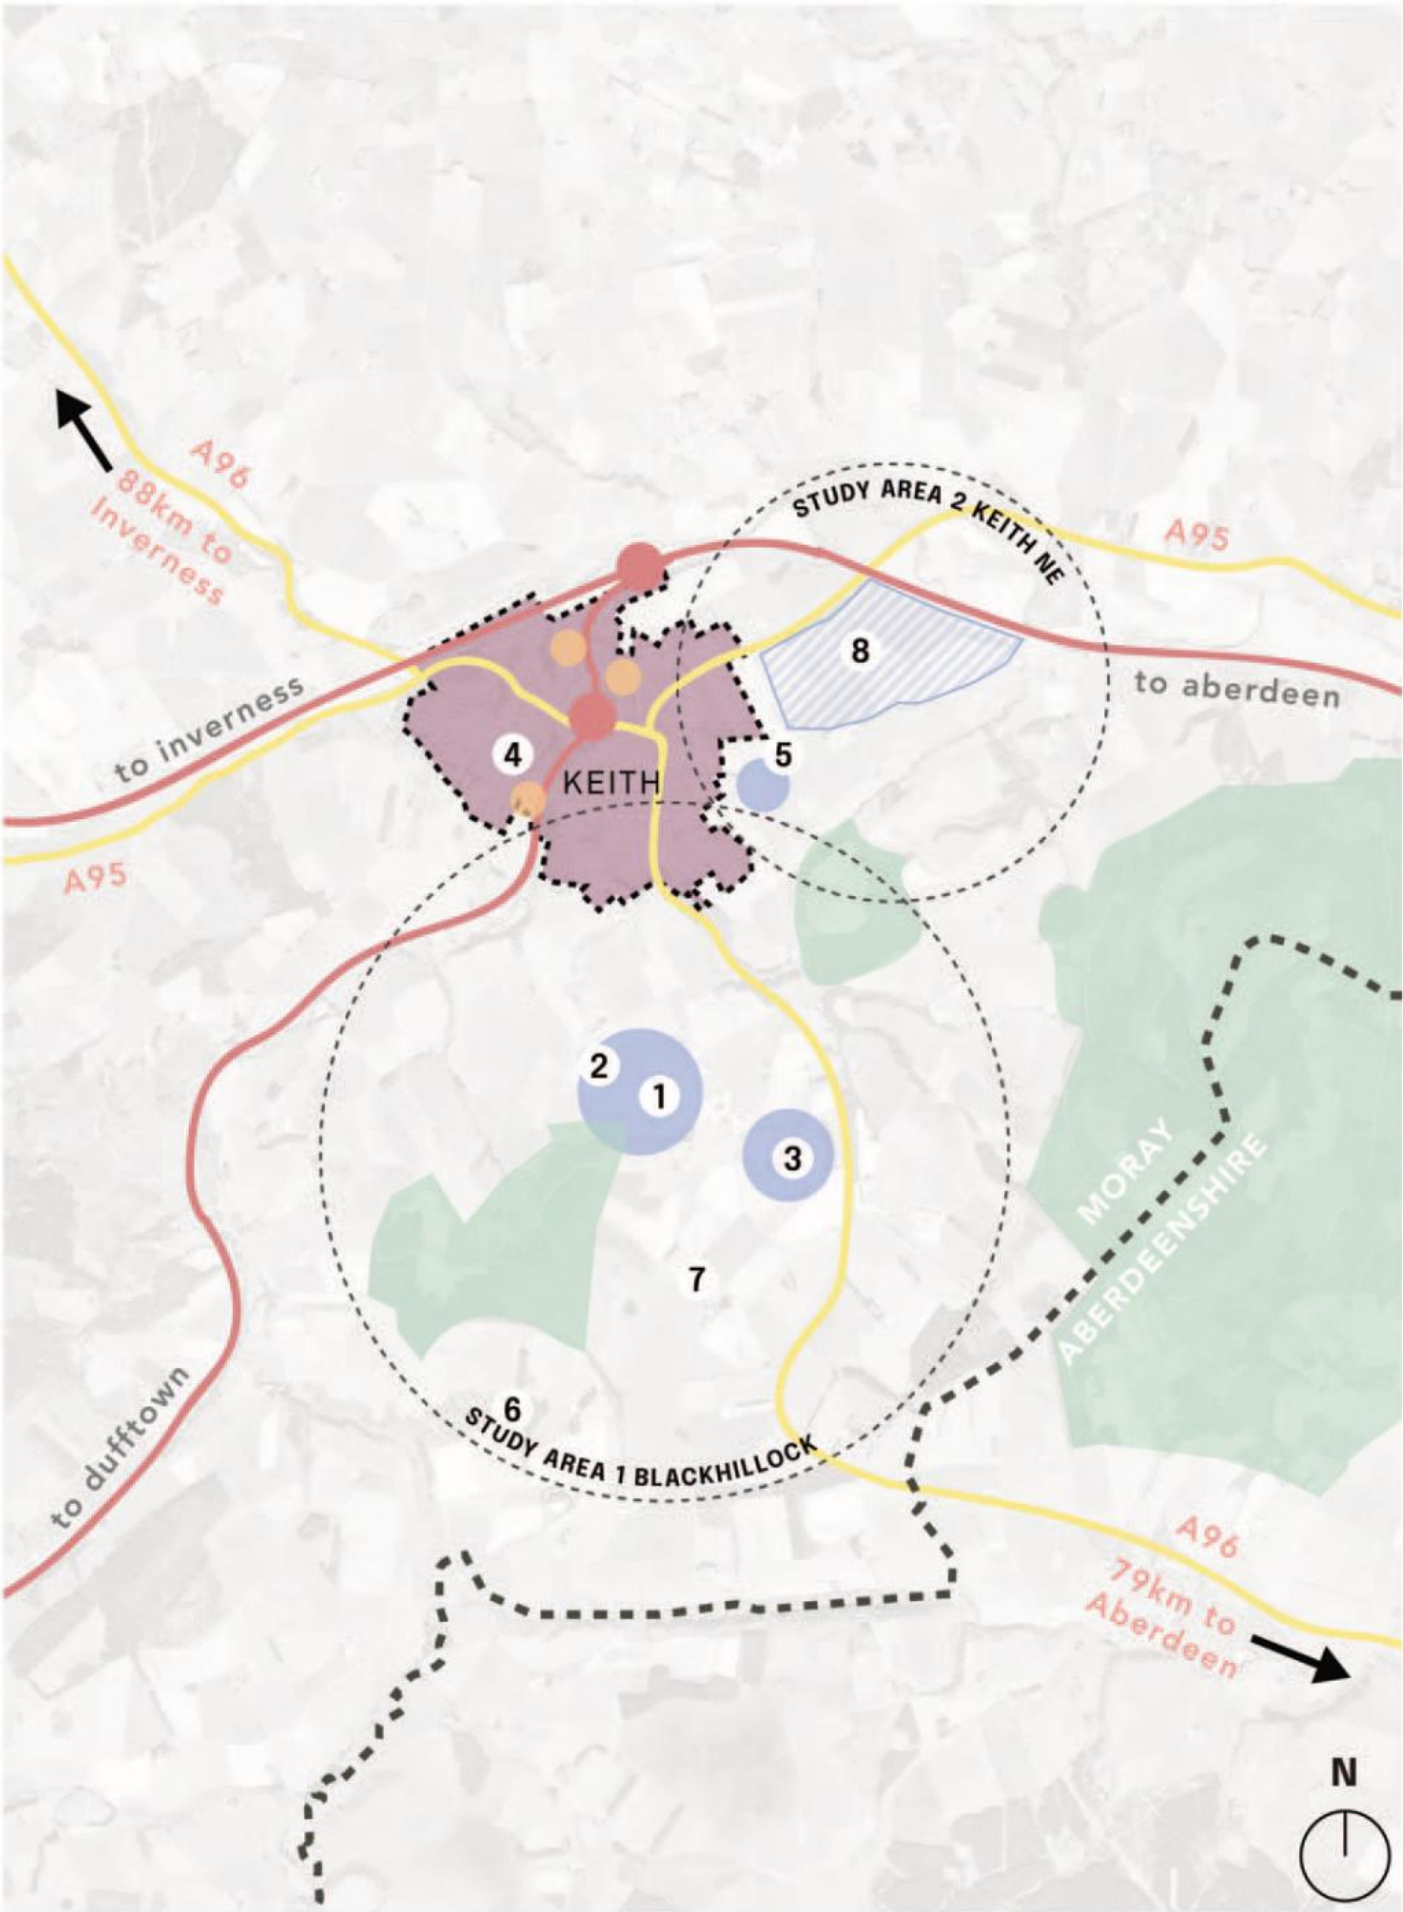 A96
88km to
Inverness
STUDY AREA 2 KEITH NE
A95
8
to aberdeen
to inverness
4
5
KEITH
A95
2
1
3
MORAY
ABERDEENSHIRE
7
6
STUDY AREA 1 BLACKHILLOCK
to dufftown
A96
79km to
Aberdeen
N